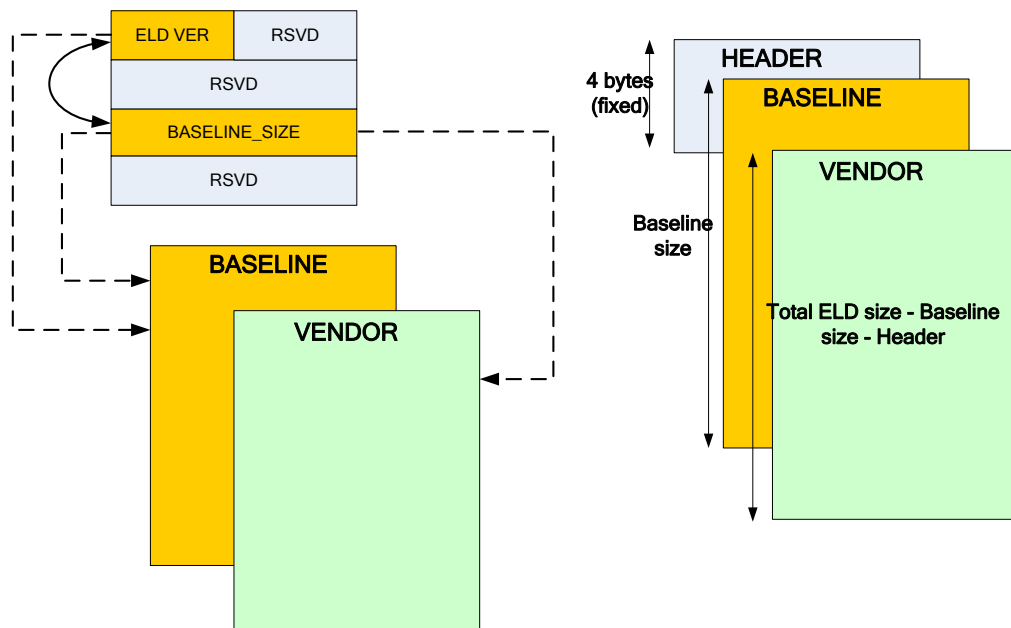 ELD VER
RSVD
RSVD
BASELINE_SIZE
RSVD
BASELINE
VENDOR
HEADER
4 bytes
(fixed)
BASELINE
VENDOR
Baseline
size
Total ELD size - Baseline
size - Header